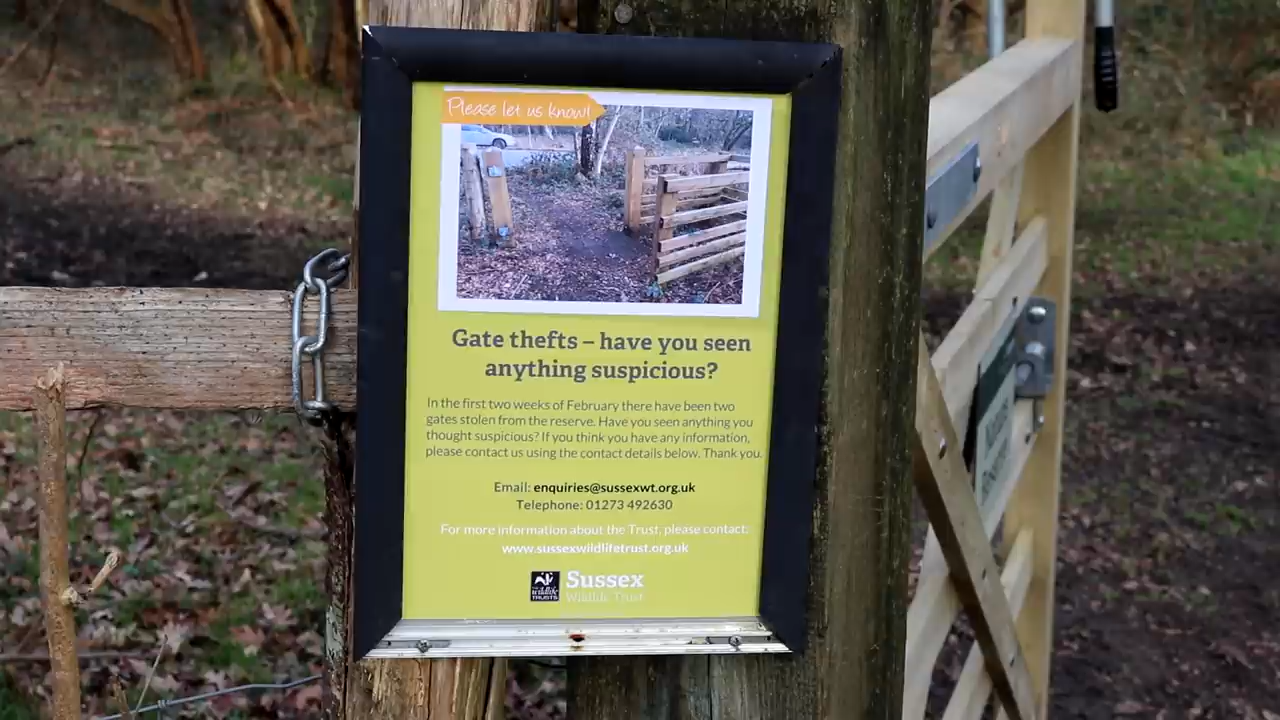 Please let us know!
Gate thefts – have you seen
anything suspicious?
In the first two weeks of February there have been two
gates stolen from the reserve. Have you seen anything you
thought suspicious? If you think you have any information,
please contact us using the contact details below. Thank you.
Email: enquiries@sussexwt.org.uk
Telephone: 01273 492630
For more information about the Trust, please contact:
www.sussexwildlifetrust.org.uk
Sussex
Wildlife Trust